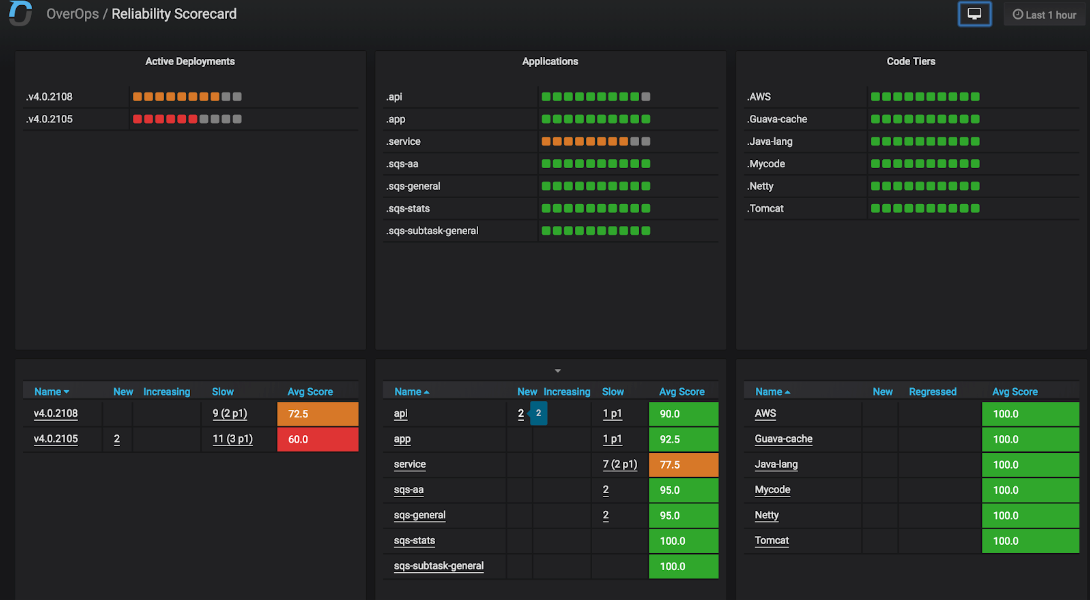 OverOps / Reliability Scorecard
Last 1 hour
Active Deployments
.v4.0.2108
.v4.0.2105
Applications
.api
.app
.service
.sqs-aa
.sqs-general
.sqs-stats
.sqs-subtask-general
Code Tiers
.AWS
.Guava-cache
.Java-lang
.Mycode
.Netty
.Tomcat
Name New Increasing Slow Avg Score
v4.0.2108 9 (2 p1) 72.5
v4.0.2105 2 11 (3 p1) 60.0
Name New Increasing Slow Avg Score
api 2 2 1 p1 90.0
app 1 p1 92.5
service 7 (2 p1) 77.5
sqs-aa 2 95.0
sqs-general 2 95.0
sqs-stats 100.0
sqs-subtask-general 100.0
Name New Regressed Avg Score
AWS 100.0
Guava-cache 100.0
Java-lang 100.0
Mycode 100.0
Netty 100.0
Tomcat 100.0